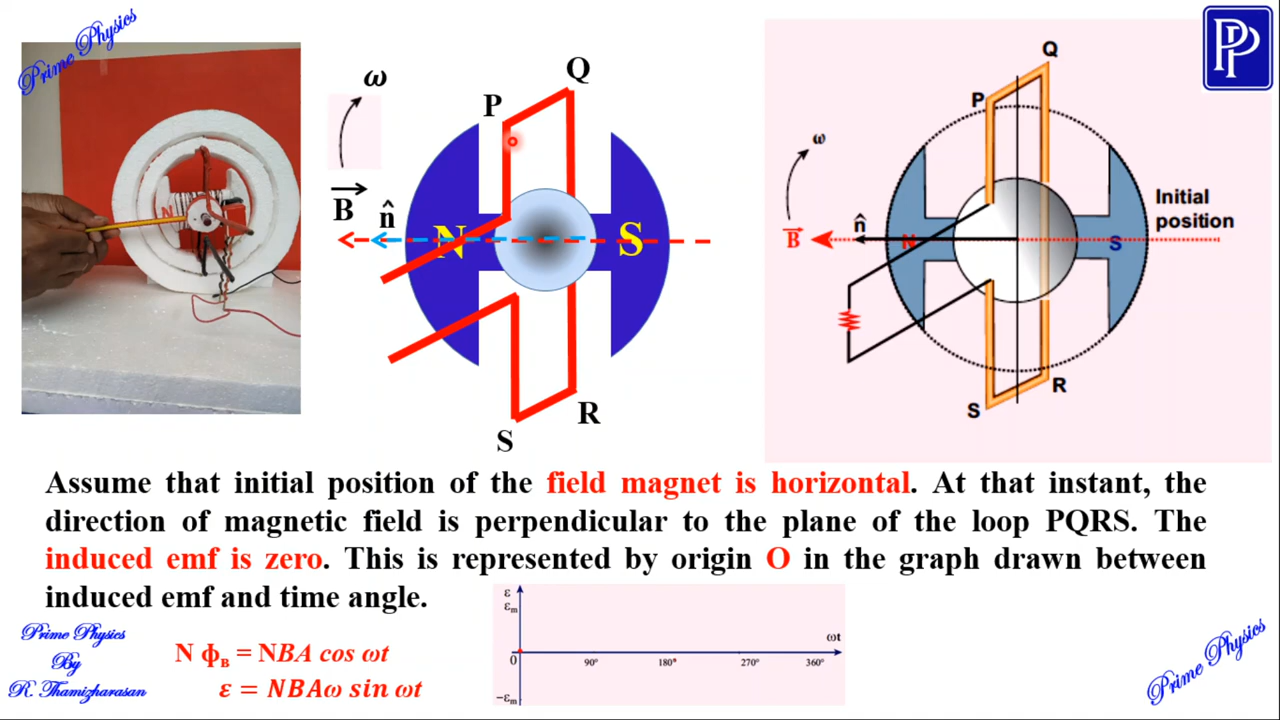 Prime Physics
PP
N
ω
P
Q
B
n̂
N
S
S
R
Q
P
ω
n̂
B
N
S
Initial
position
S
R
Assume that initial position of the field magnet is horizontal. At that instant, the
direction of magnetic field is perpendicular to the plane of the loop PQRS. The
induced emf is zero. This is represented by origin O in the graph drawn between
induced emf and time angle.
Prime Physics
By
R. Thamizharasan
N ɸB = NBA cos ωt
ε = NBAω sin ωt
ε
εm
0
−εm
90°
180°
270°
360°
ωt
Prime Physics